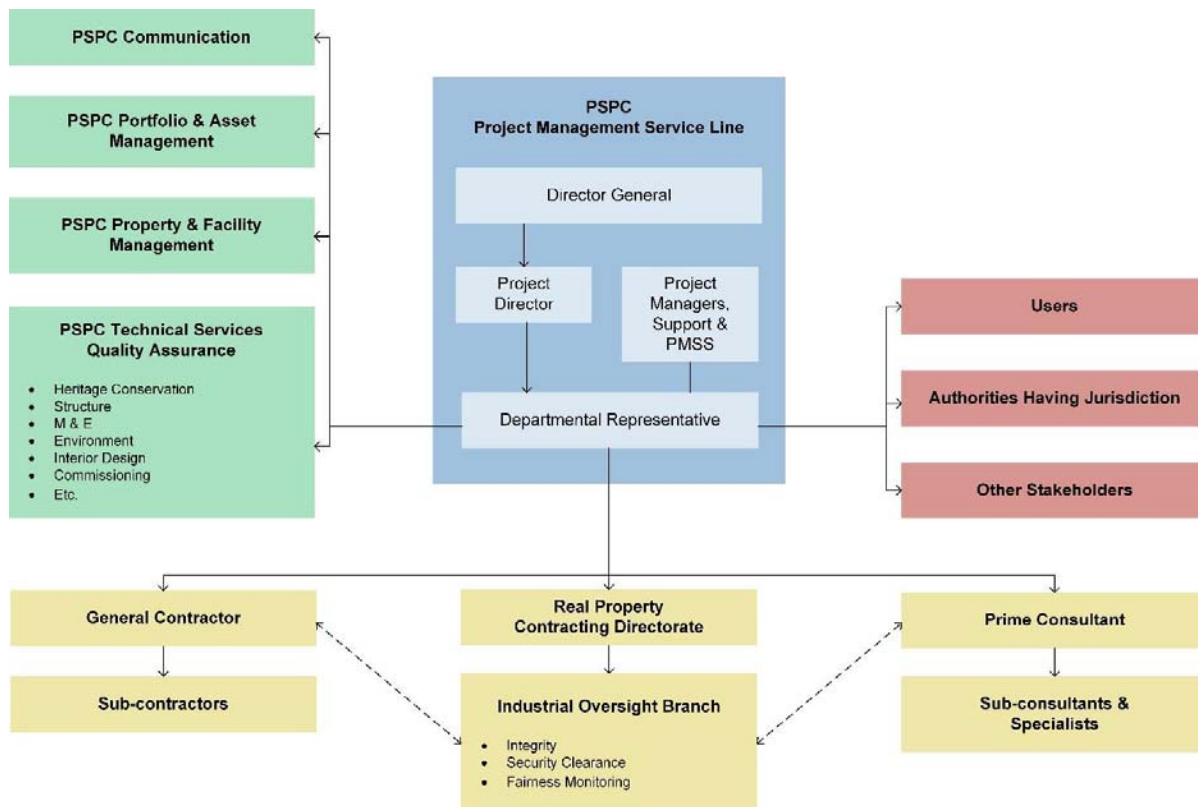 PSPC Communication
PSPC Portfolio & Asset
Management
PSPC Property & Facility
Management
PSPC Technical Services
Quality Assurance
• Heritage Conservation
• Structure
• M & E
• Environment
• Interior Design
• Commissioning
• Etc.
PSPC
Project Management Service Line
Director General
Project
Director
Project
Managers,
Support &
PMSS
Departmental Representative
Users
Authorities Having Jurisdiction
Other Stakeholders
General Contractor
Sub-contractors
Real Property
Contracting Directorate
Industrial Oversight Branch
• Integrity
• Security Clearance
• Fairness Monitoring
Prime Consultant
Sub-consultants &
Specialists